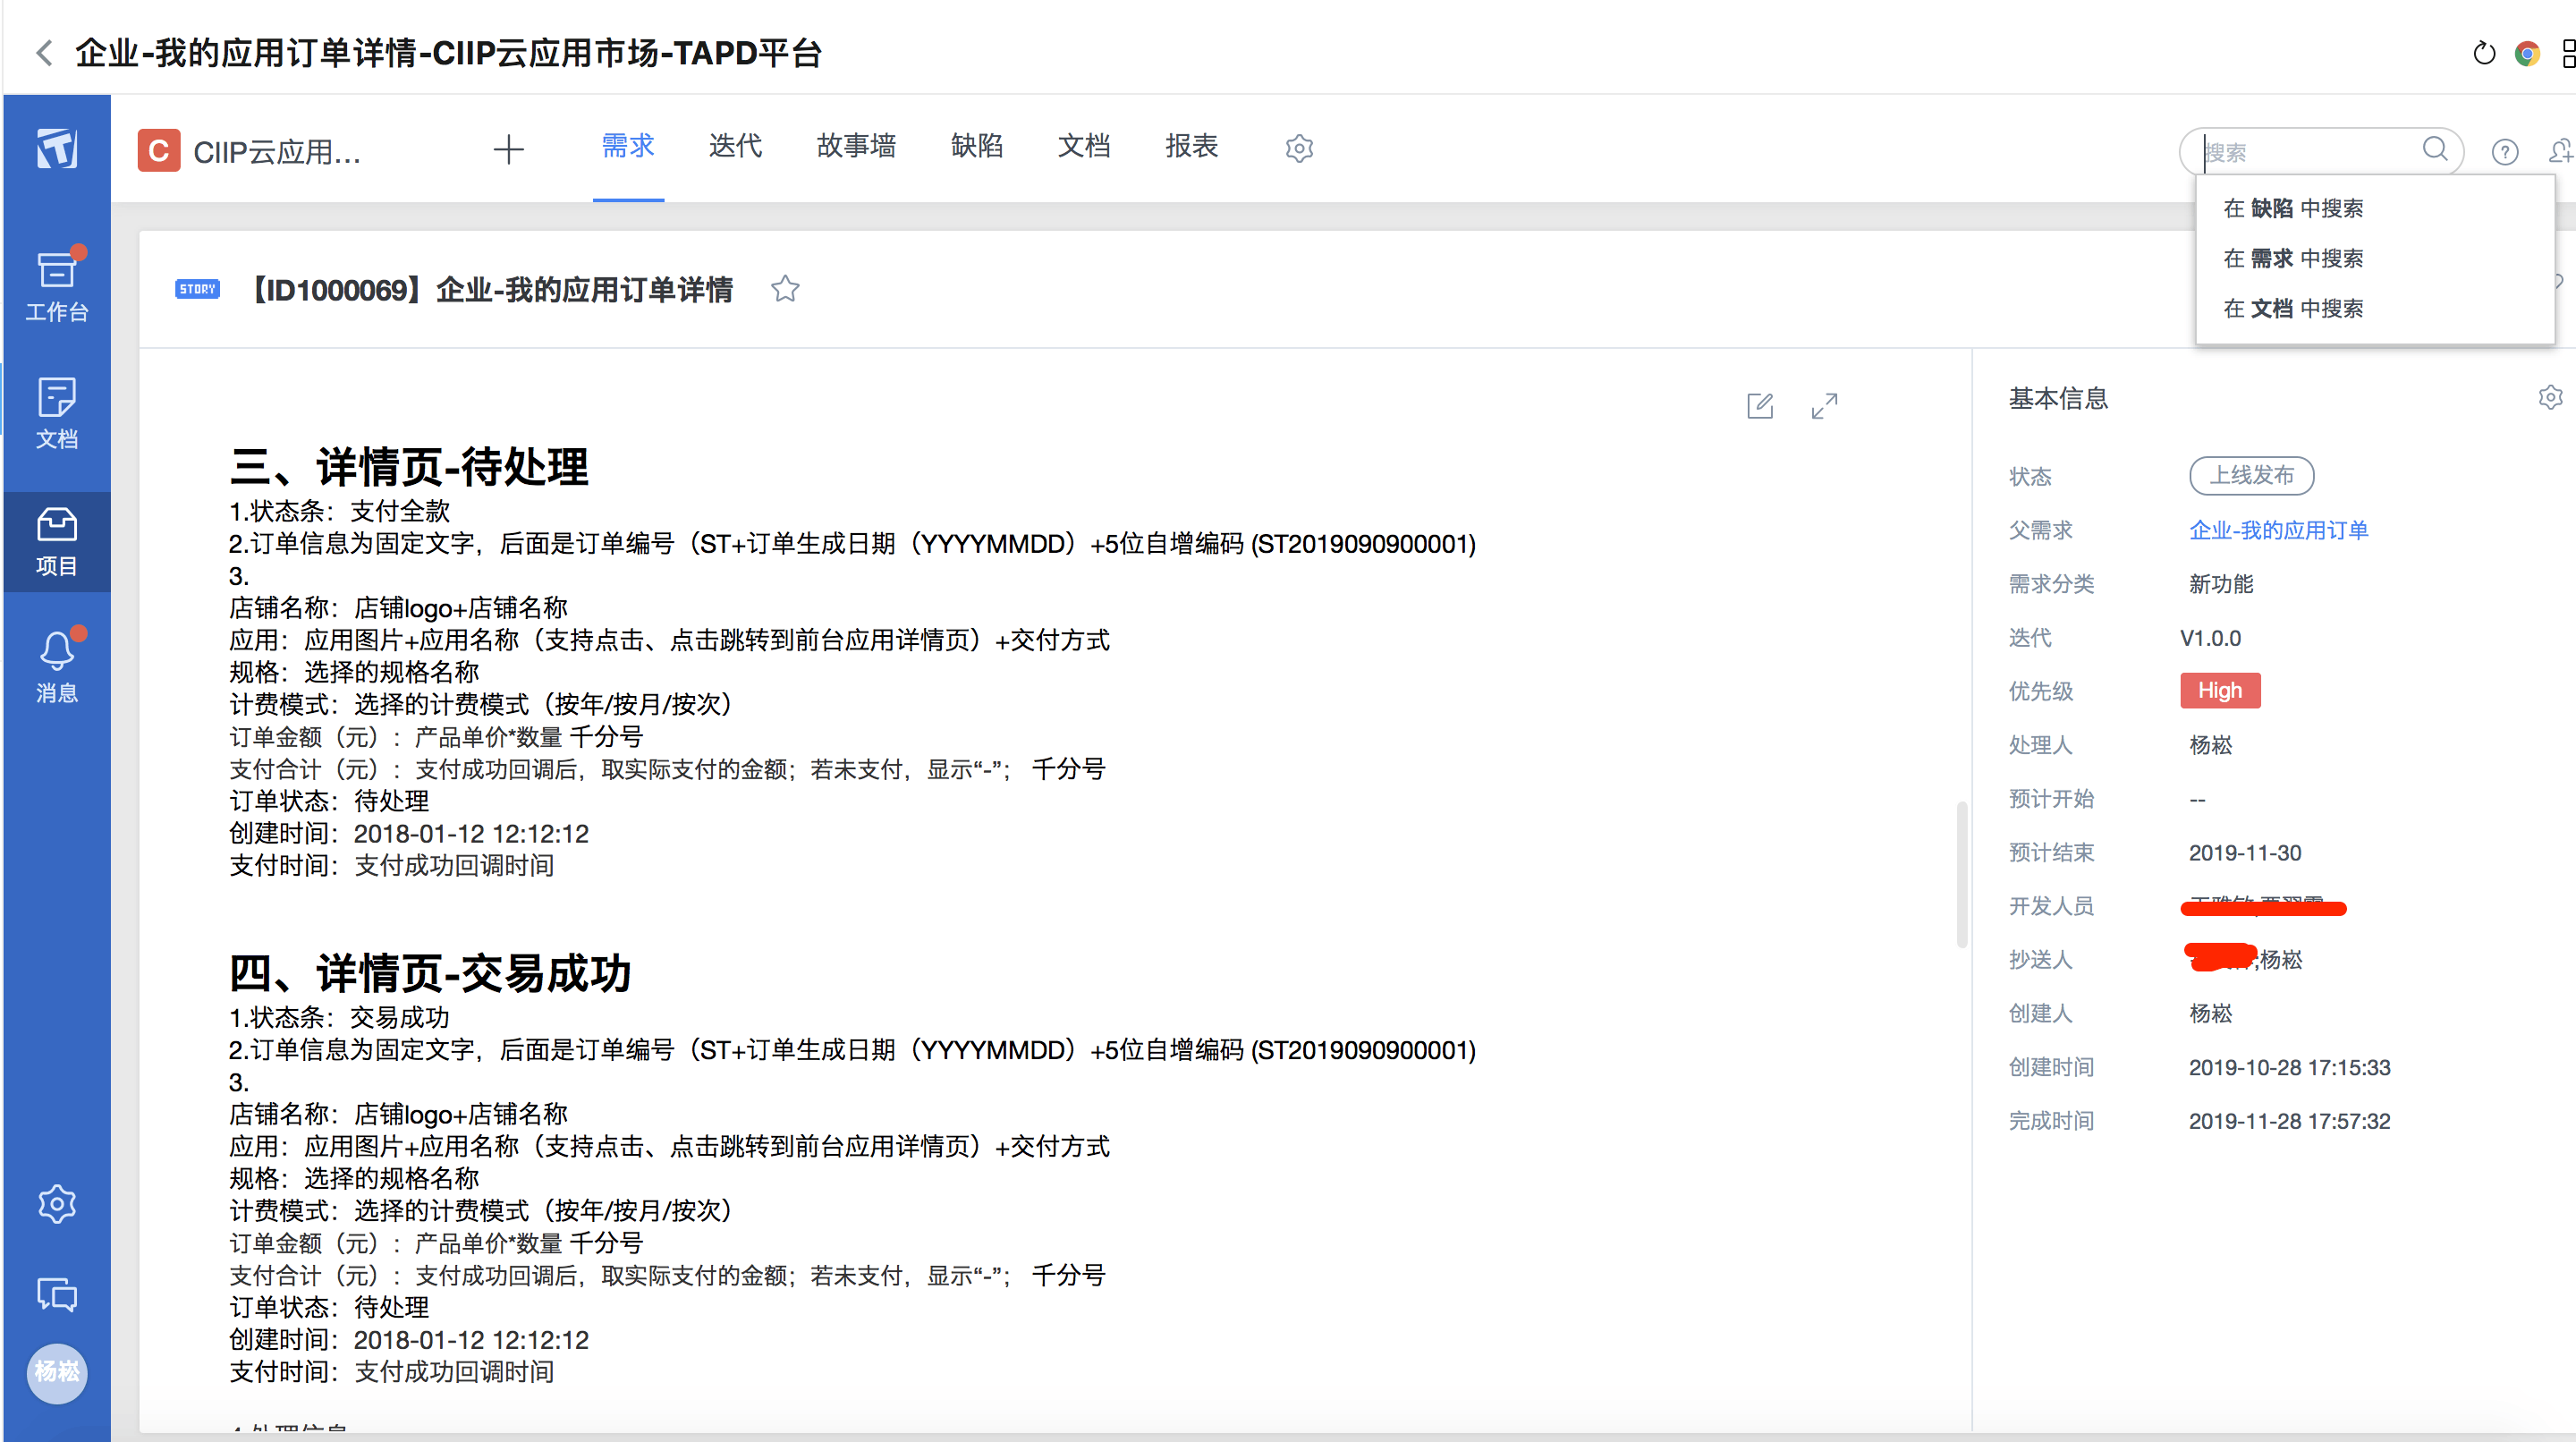 企业-我的应用订单详情-CIIP云应用市场-TAPD平台
C CIIP云应用...
需求 迭代 故事墙 缺陷 文档 报表
搜索
在 缺陷 中搜索
在 需求 中搜索
在 文档 中搜索
工作台
文档
项目
消息
杨崧
STORY 【ID1000069】企业-我的应用订单详情
三、详情页-待处理
1.状态条：支付全款
2.订单信息为固定文字，后面是订单编号（ST+订单生成日期（YYYYMMDD）+5位自增编码 (ST2019090900001)
3.
店铺名称：店铺logo+店铺名称
应用：应用图片+应用名称（支持点击、点击跳转到前台应用详情页）+交付方式
规格：选择的规格名称
计费模式：选择的计费模式（按年/按月/按次）
订单金额（元）：产品单价*数量 千分号
支付合计（元）：支付成功回调后，取实际支付的金额；若未支付，显示“-”； 千分号
订单状态：待处理
创建时间：2018-01-12 12:12:12
支付时间：支付成功回调时间
四、详情页-交易成功
1.状态条：交易成功
2.订单信息为固定文字，后面是订单编号（ST+订单生成日期（YYYYMMDD）+5位自增编码 (ST2019090900001)
3.
店铺名称：店铺logo+店铺名称
应用：应用图片+应用名称（支持点击、点击跳转到前台应用详情页）+交付方式
规格：选择的规格名称
计费模式：选择的计费模式（按年/按月/按次）
订单金额（元）：产品单价*数量 千分号
支付合计（元）：支付成功回调后，取实际支付的金额；若未支付，显示“-”； 千分号
订单状态：待处理
创建时间：2018-01-12 12:12:12
支付时间：支付成功回调时间
基本信息
状态 上线发布
父需求 企业-我的应用订单
需求分类 新功能
迭代 V1.0.0
优先级 High
处理人 杨崧
预计开始 --
预计结束 2019-11-30
开发人员
抄送人 ;杨崧
创建人 杨崧
创建时间 2019-10-28 17:15:33
完成时间 2019-11-28 17:57:32